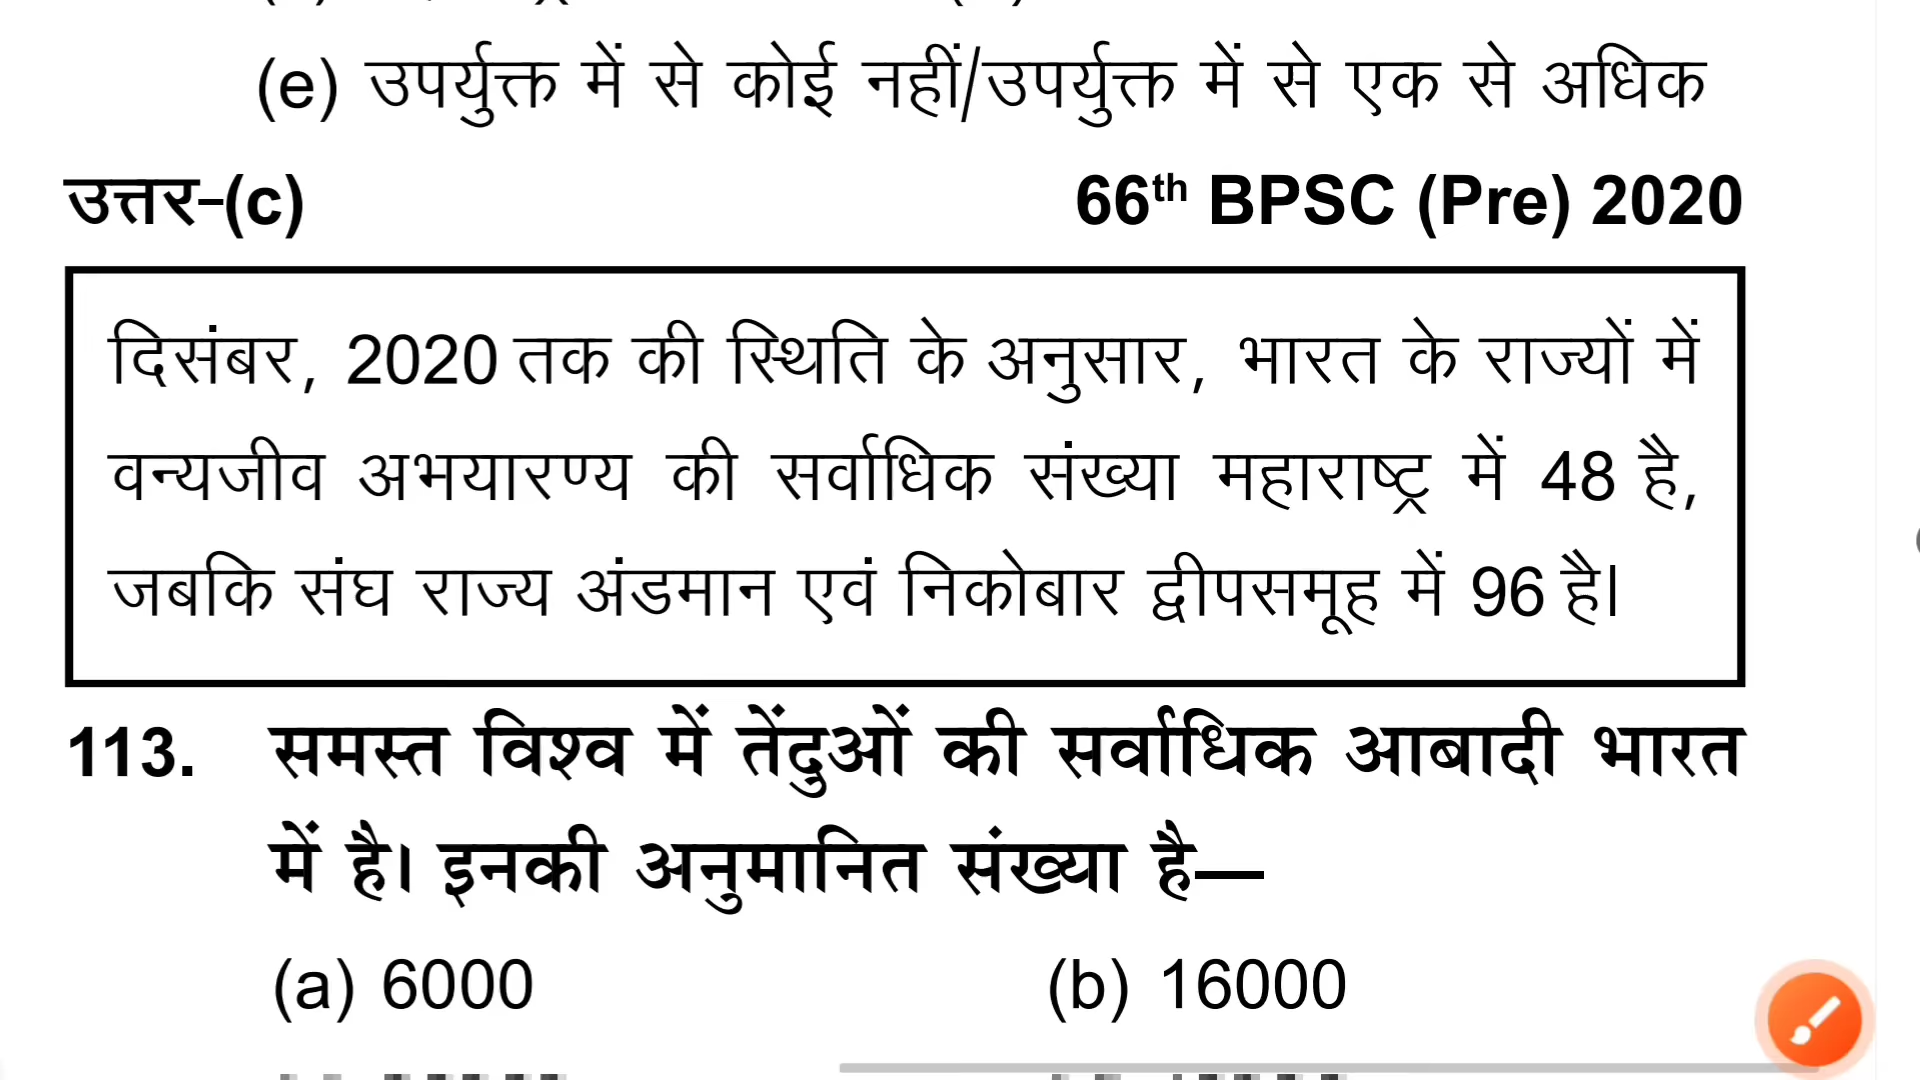 (e) उपर्युक्त में से कोई नहीं/उपर्युक्त में से एक से अधिक
उत्तर–(c) 66th BPSC (Pre) 2020
दिसंबर, 2020 तक की स्थिति के अनुसार, भारत के राज्यों में
वन्यजीव अभयारण्य की सर्वाधिक संख्या महाराष्ट्र में 48 है,
जबकि संघ राज्य अंडमान एवं निकोबार द्वीपसमूह में 96 है।
113. समस्त विश्व में तेंदुओं की सर्वाधिक आबादी भारत
में है। इनकी अनुमानित संख्या है—
(a) 6000 (b) 16000